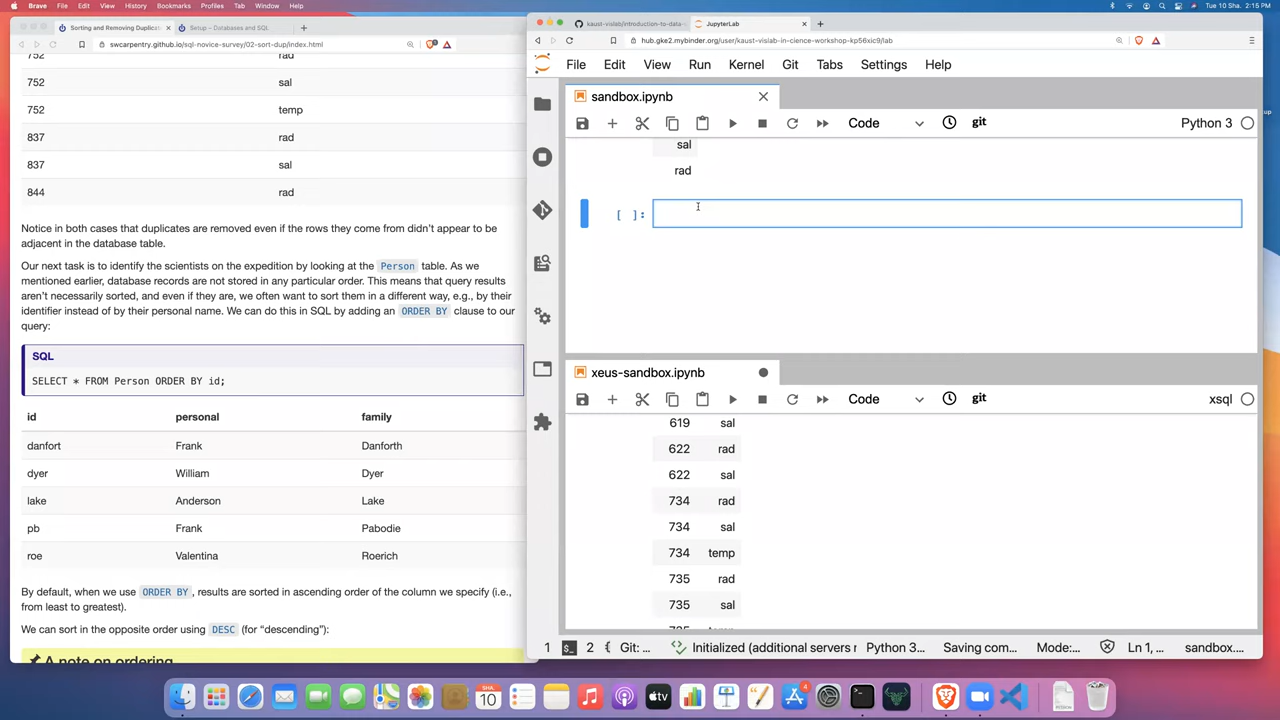 Brave File Edit View History Bookmarks Profiles Tab Window Help
Tue 10 Sha. 2:15 PM
Sorting and Removing Duplicat
Setup – Databases and SQL
swcarpentry.github.io/sql-novice-survey/02-sort-dup/index.html
752 rad
752 sal
752 temp
837 rad
837 sal
844 rad
Notice in both cases that duplicates are removed even if the rows they come from didn't appear to be
adjacent in the database table.
Our next task is to identify the scientists on the expedition by looking at the Person table. As we
mentioned earlier, database records are not stored in any particular order. This means that query results
aren't necessarily sorted, and even if they are, we often want to sort them in a different way, e.g., by their
identifier instead of by their personal name. We can do this in SQL by adding an ORDER BY clause to our
query:
SQL
SELECT * FROM Person ORDER BY id;
id personal family
danfort Frank Danforth
dyer William Dyer
lake Anderson Lake
pb Frank Pabodie
roe Valentina Roerich
By default, when we use ORDER BY, results are sorted in ascending order of the column we specify (i.e.,
from least to greatest).
We can sort in the opposite order using DESC (for "descending"):
A note on ordering
kaust-vislab/introduction-to-data-
JupyterLab
hub.gke2.mybinder.org/user/kaust-vislab-in-cience-workshop-kp56xic9/lab
File Edit View Run Kernel Git Tabs Settings Help
sandbox.ipynb
Code git Python 3
sal
rad
[ ]:
xeus-sandbox.ipynb
Code git xsql
619 sal
622 rad
622 sal
734 rad
734 sal
734 temp
735 rad
735 sal
1 $_ 2 Git: ... Initialized (additional servers r Python 3... Saving com... Mode:... Ln 1, ... sandbox....
SHA.
10
tv
4